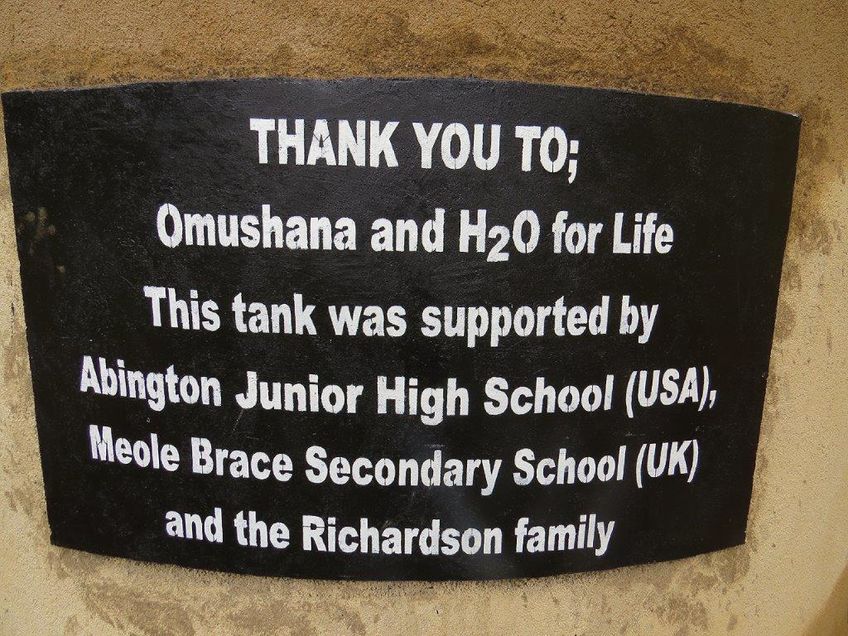 THANK YOU TO;
Omushana and H2O for Life
This tank was supported by
Abington Junior High School (USA),
Meole Brace Secondary School (UK)
and the Richardson family